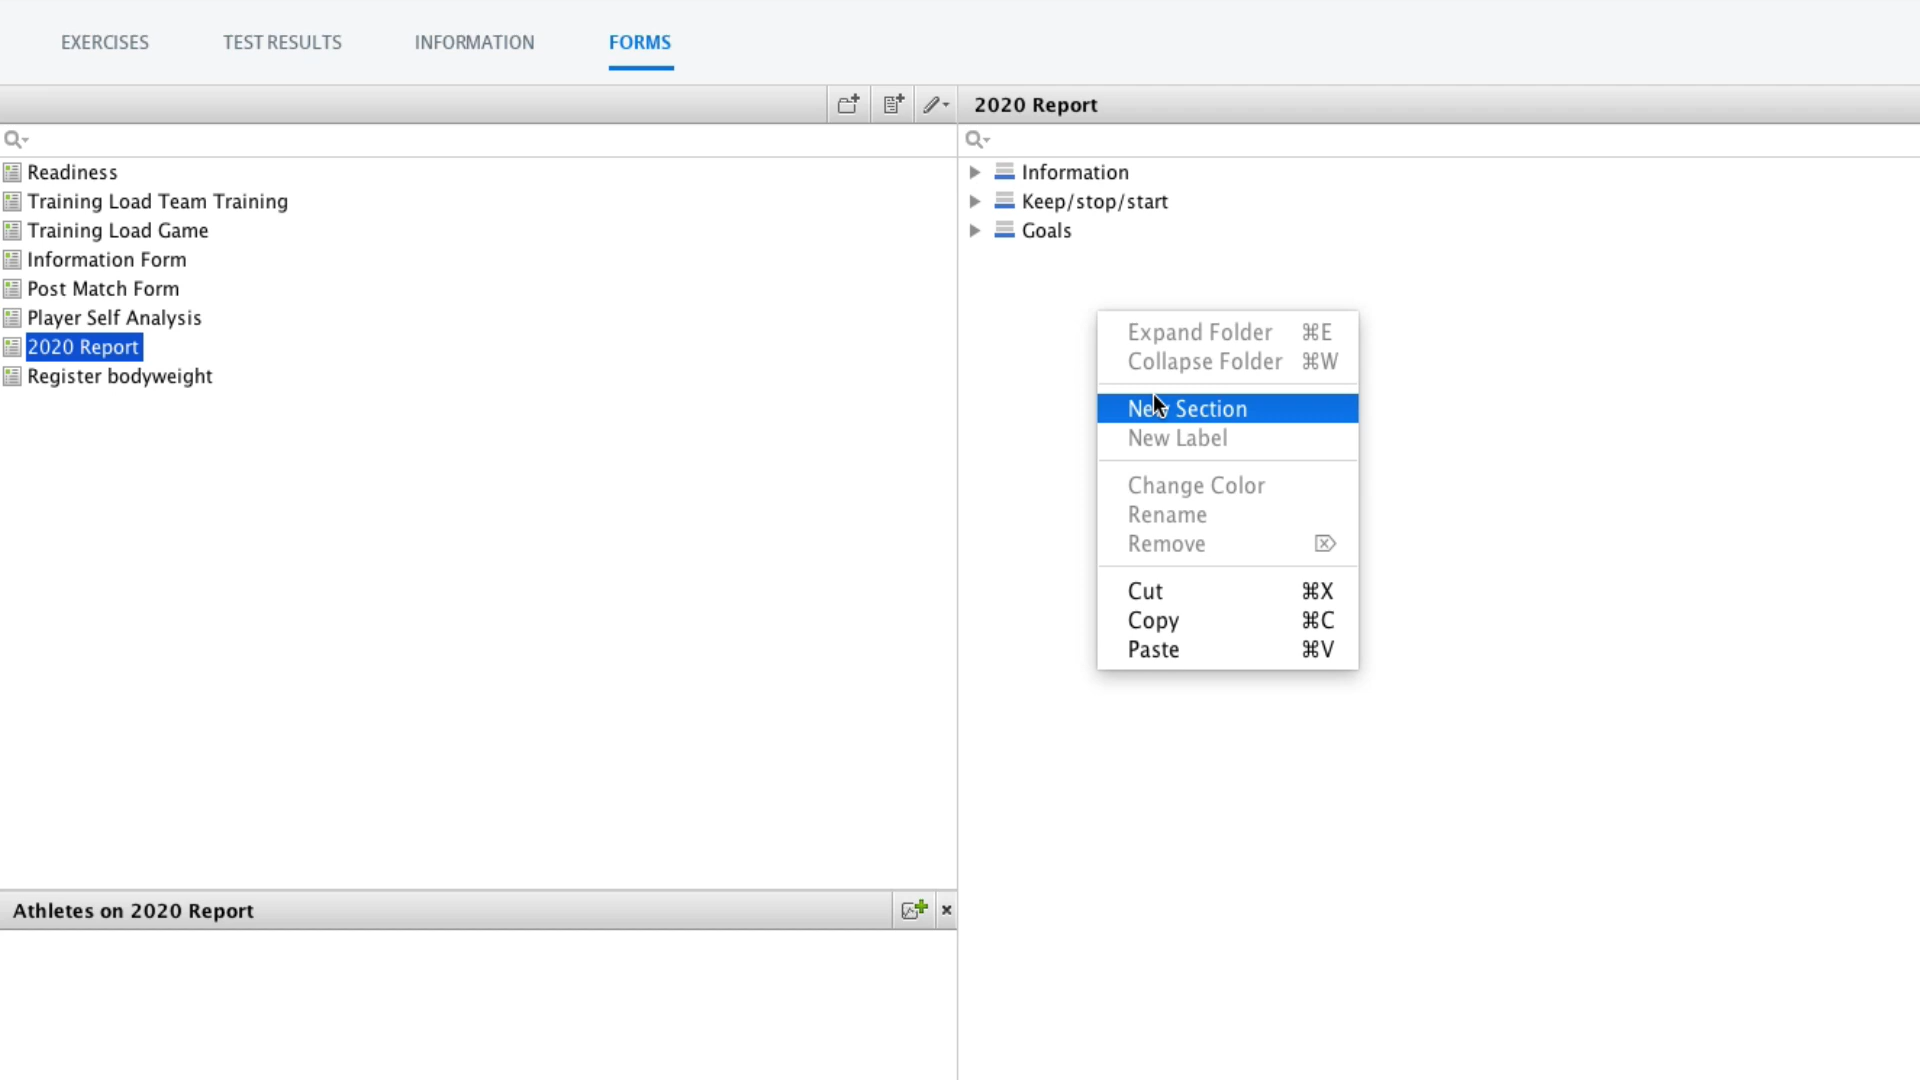 EXERCISES TEST RESULTS INFORMATION FORMS
2020 Report
Readiness
Training Load Team Training
Training Load Game
Information Form
Post Match Form
Player Self Analysis
2020 Report
Register bodyweight
Information
Keep/stop/start
Goals
Expand Folder ⌘E
Collapse Folder ⌘W
New Section
New Label
Change Color
Rename
Remove ⌦
Cut ⌘X
Copy ⌘C
Paste ⌘V
Athletes on 2020 Report